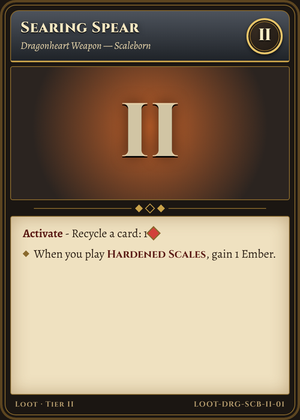 Searing Spear
Dragonheart Weapon — Scaleborn
II
II
Activate - Recycle a card: 1
When you play Hardened Scales, gain 1 Ember.
Loot · Tier II
LOOT-DRG-SCB-II-01